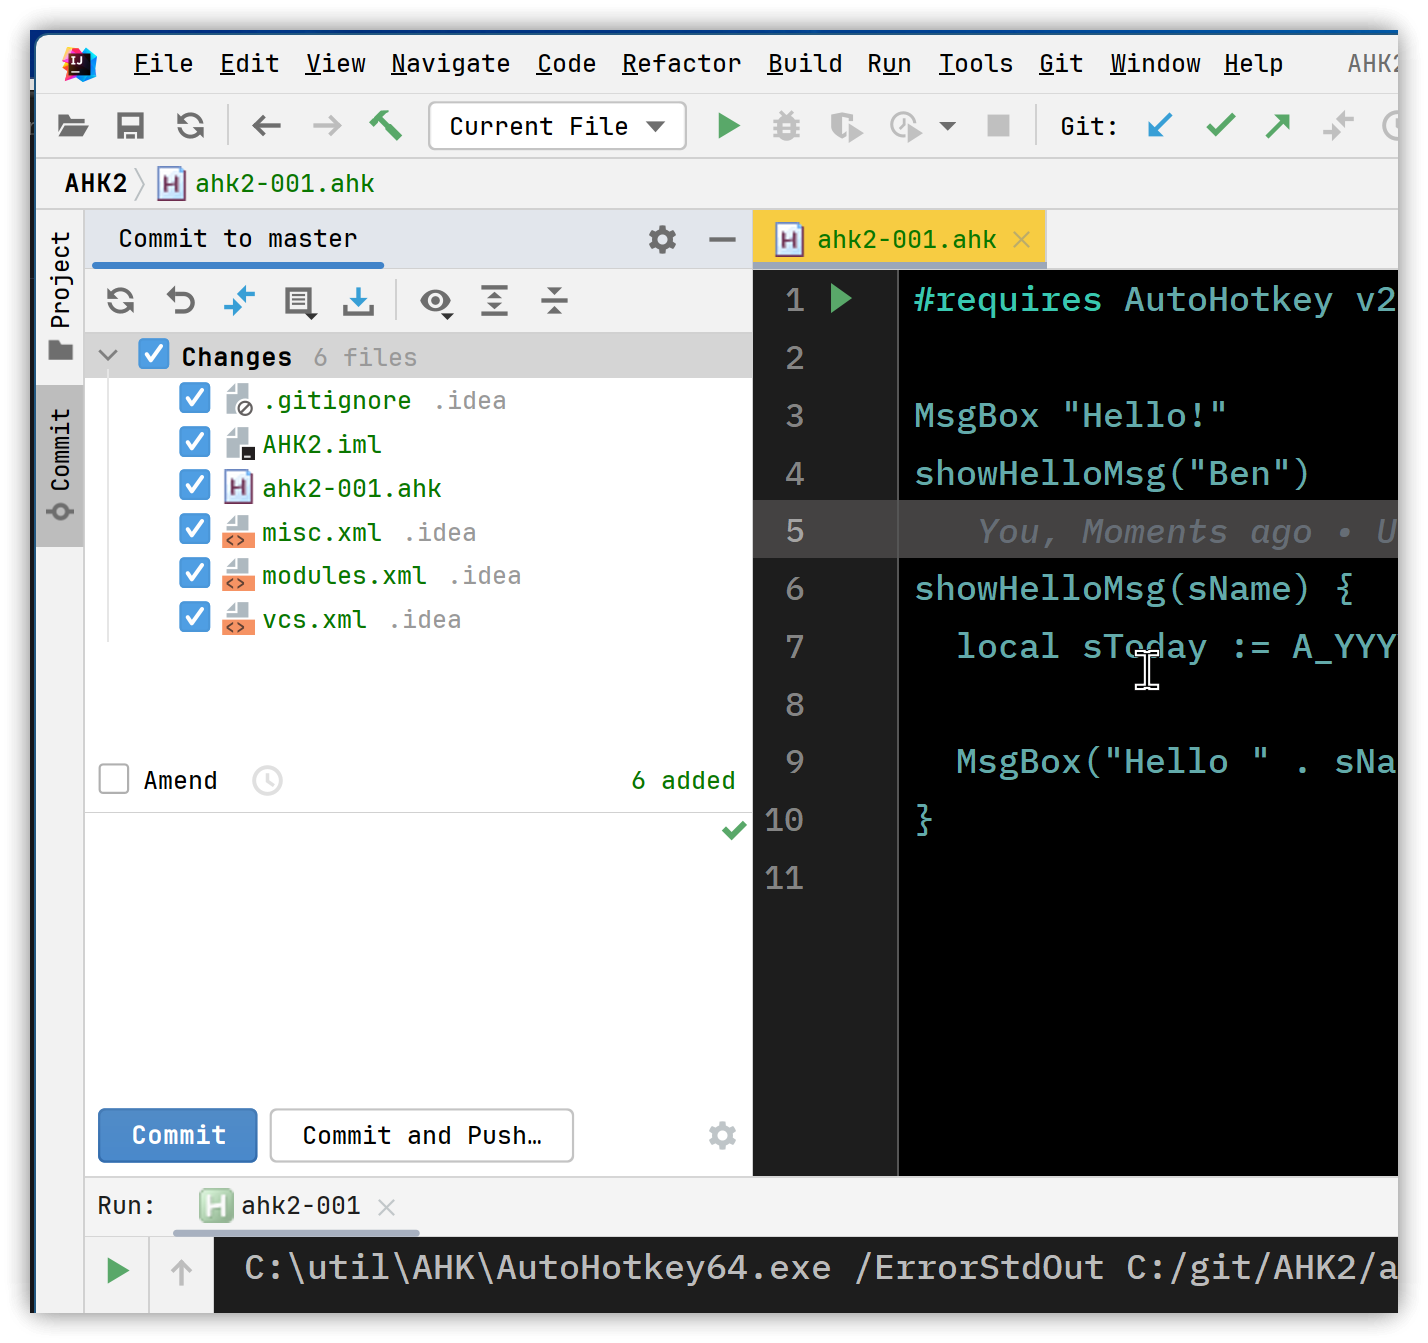 File Edit View Navigate Code Refactor Build Run Tools Git Window Help AHK2
Current File Git:
AHK2 ahk2-001.ahk
Project
Commit
Commit to master
Changes 6 files
.gitignore .idea
AHK2.iml
ahk2-001.ahk
misc.xml .idea
modules.xml .idea
vcs.xml .idea
Amend 6 added
Commit Commit and Push…
ahk2-001.ahk
1 #requires AutoHotkey v2
2
3 MsgBox "Hello!"
4 showHelloMsg("Ben")
5 You, Moments ago • U
6 showHelloMsg(sName) {
7 local sToday := A_YYY
8
9 MsgBox("Hello " . sNa
10 }
11
Run: ahk2-001
C:\util\AHK\AutoHotkey64.exe /ErrorStdOut C:/git/AHK2/a